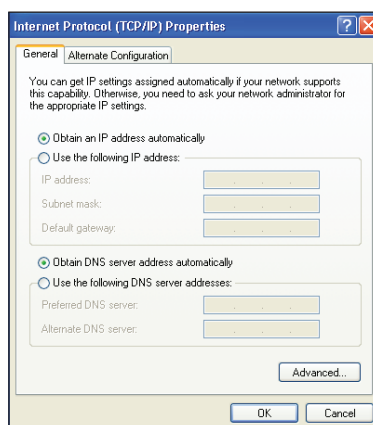 Internet Protocol (TCP/IP) Properties
General
Alternate Configuration
You can get IP settings assigned automatically if your network supports
this capability. Otherwise, you need to ask your network administrator for
the appropriate IP settings.
Obtain an IP address automatically
Use the following IP address:
IP address:
Subnet mask:
Default gateway:
Obtain DNS server address automatically
Use the following DNS server addresses:
Preferred DNS server:
Alternate DNS server:
Advanced...
OK
Cancel